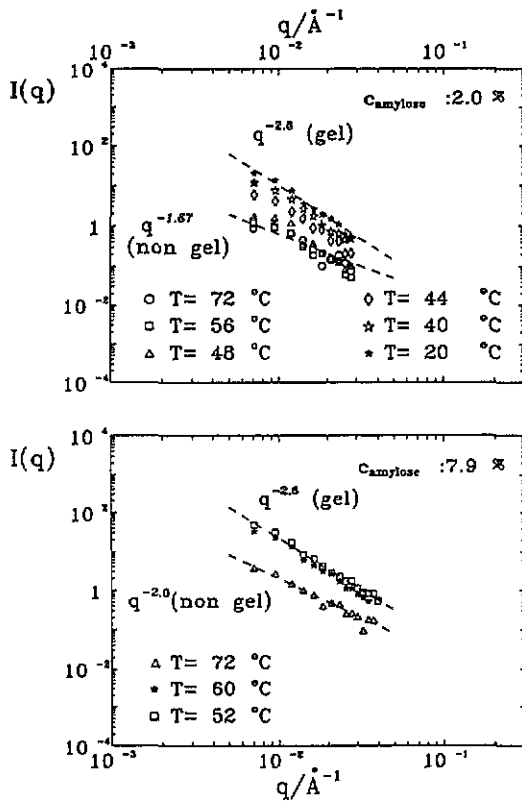 q/Å⁻¹
10⁻³ 10⁻² 10⁻¹
10⁴
I(q)
c_amylose :2.0 %
q^-2.8 (gel)
10²
q^-1.67
(non gel)
1
10⁻²
○ T= 72 °C
□ T= 56 °C
△ T= 48 °C
◇ T= 44 °C
☆ T= 40 °C
★ T= 20 °C
10⁻⁴
10⁴
I(q)
c_amylose :7.9 %
q^-2.6 (gel)
10²
1
q^-2.0 (non gel)
10⁻²
△ T= 72 °C
★ T= 60 °C
□ T= 52 °C
10⁻⁴
10⁻³ 10⁻² 10⁻¹
q/Å⁻¹